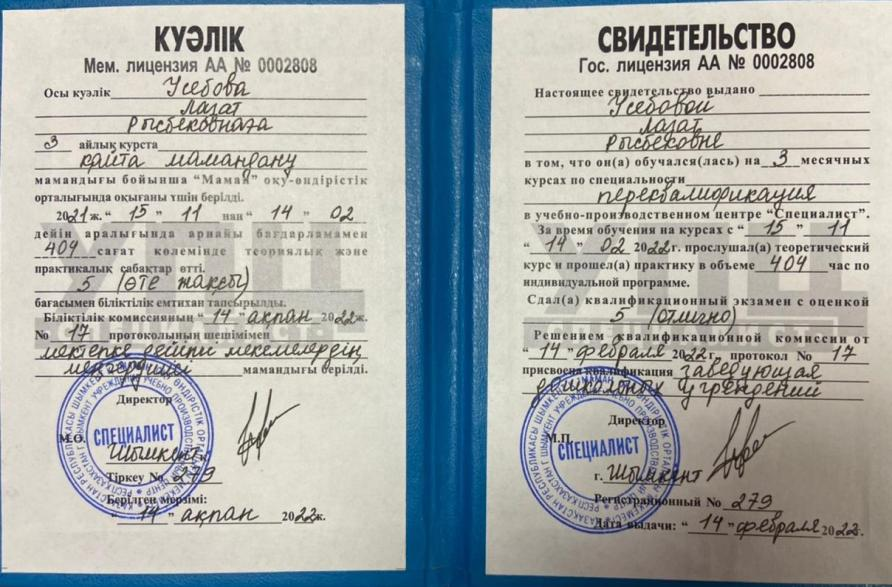 КУӘЛІК
Мем. лицензия АА № 0002808
Осы куәлік Усебова
Лазат
Рысбековнаға
3 айлық курста
қайта мамандану
мамандығы бойынша “Маман” оқу-өндірістік
орталығында оқығаны үшін берілді.
2021ж. “ 15 ” 11 нан “ 14 ” 02
дейін аралығында арнайы бағдарламамен
404 сағат көлемінде теориялық және
практикалық сабақтар өтті.
5 (өте жақсы)
бағасымен біліктілік емтихан тапсырылды.
Біліктілік комиссияның “ 14 ” ақпан 2022ж.
№ 17 протоколының шешімімен
мектепке дейінгі мекемелердің
меңгерушісі мамандығы берілді.
Директор
М.О.
СПЕЦИАЛИСТ
Шымкент қ.
Тіркеу № 279
Берілген мерзімі:
“ 14 ” ақпан 2022ж.
СВИДЕТЕЛЬСТВО
Гос. лицензия АА № 0002808
Настоящее свидетельство выдано
Усебовой
Лазат
Рысбековне
в том, что он(а) обучался(лась) на 3 месячных
курсах по специальности
переквалификация
в учебно-производственном центре “Специалист”.
За время обучения на курсах с “ 15 ” 11
“ 14 ” 02 2022г. прослушал(а) теоретический
курс и прошел(а) практику в объеме 404 час по
индивидуальной программе.
Сдал(а) квалификационный экзамен с оценкой
5 (отлично)
Решением квалификационной комиссии от
“ 14 ” февраля 2022г. протокол № 17
присвоена квалификация заведующая
дошкольных учреждений
Директор
М.П.
СПЕЦИАЛИСТ
г. Шымкент
Регистрационный № 279
Дата выдачи: “ 14 ” февраля 2022г.
УПЦ
СПЕЦИАЛИСТ
УПЦ
СПЕЦИАЛИСТ